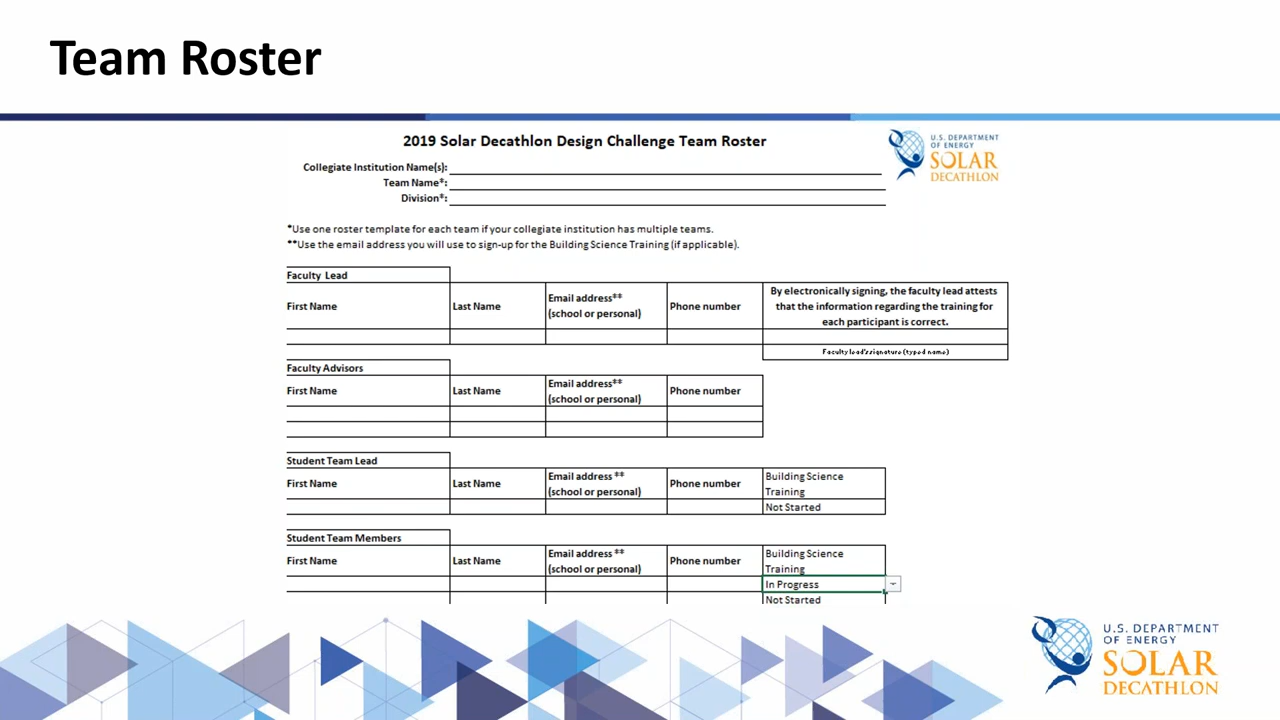 Team Roster
2019 Solar Decathlon Design Challenge Team Roster
U.S. DEPARTMENT
OF ENERGY
SOLAR
DECATHLON
Collegiate Institution Name(s):
Team Name*:
Division*:
*Use one roster template for each team if your collegiate institution has multiple teams.
**Use the email address you will use to sign-up for the Building Science Training (if applicable).
Faculty Lead
First Name Last Name Email address** (school or personal) Phone number By electronically signing, the faculty lead attests
that the information regarding the training for
each participant is correct.
Faculty lead's signature (typed name)
Faculty Advisors
First Name Last Name Email address** (school or personal) Phone number
Student Team Lead
First Name Last Name Email address ** (school or personal) Phone number Building Science Training
Not Started
Student Team Members
First Name Last Name Email address ** (school or personal) Phone number Building Science Training
In Progress
Not Started
U.S. DEPARTMENT
OF ENERGY
SOLAR
DECATHLON